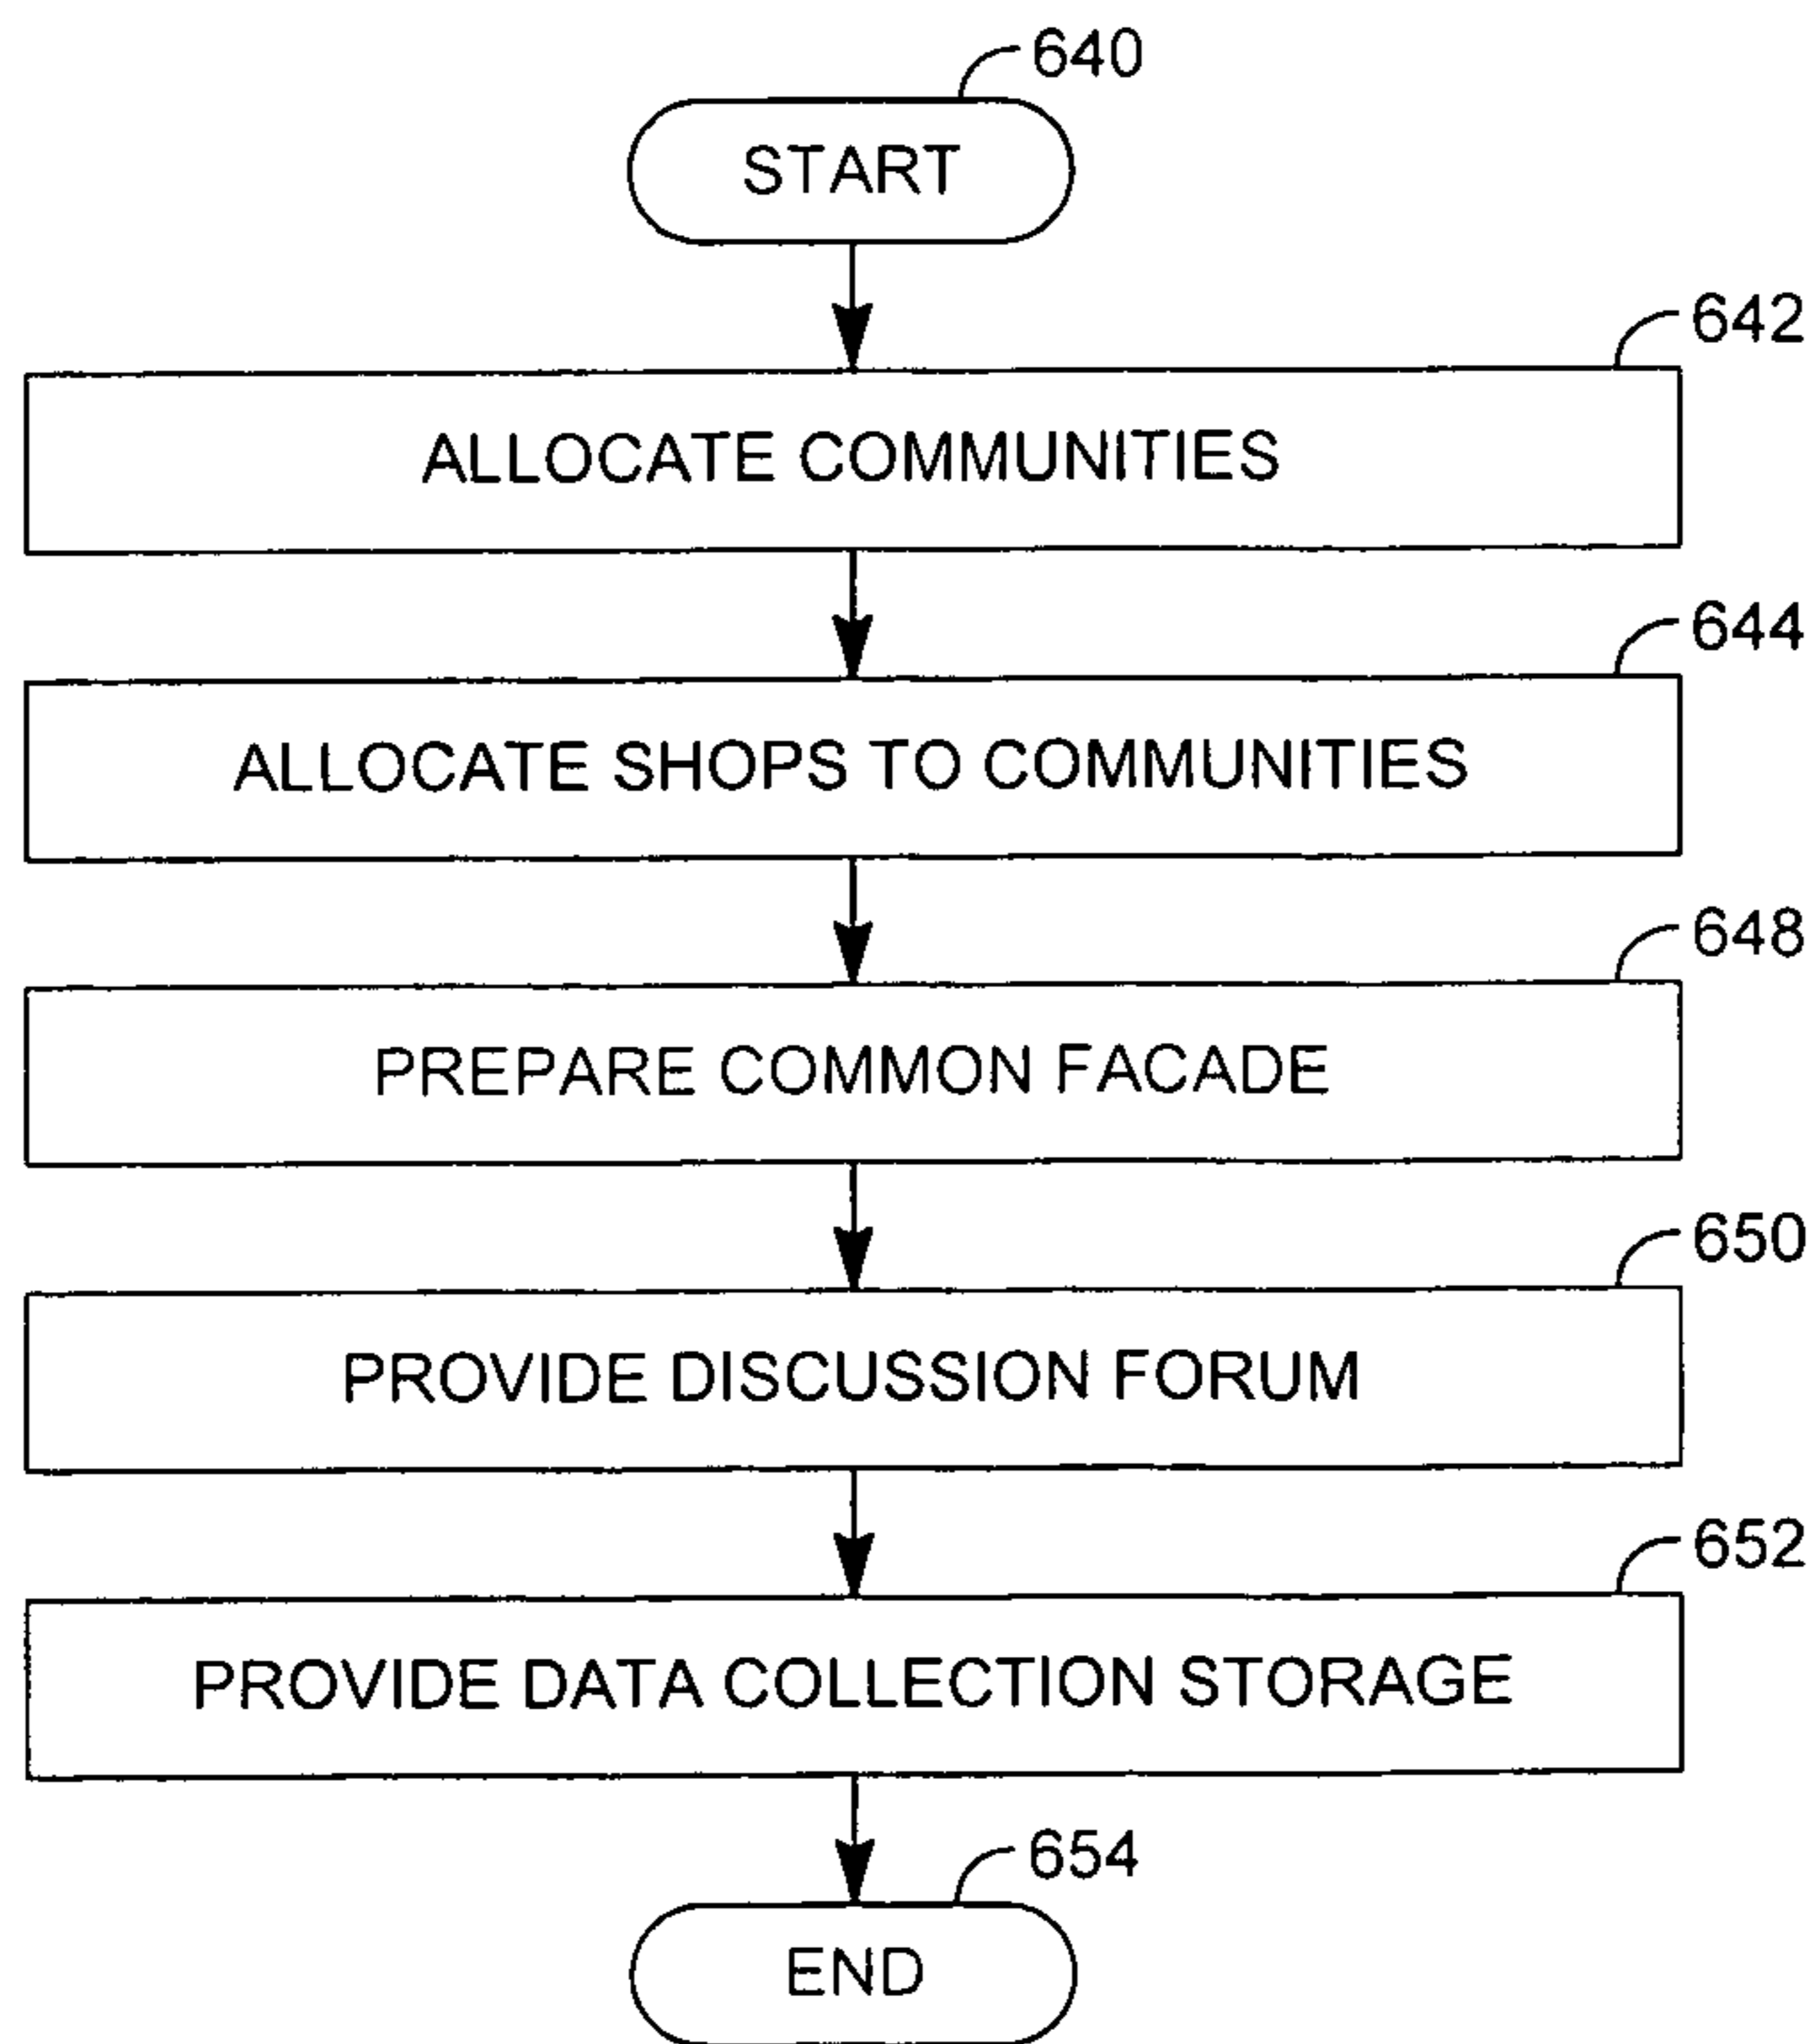 640
START
642
ALLOCATE COMMUNITIES
644
ALLOCATE SHOPS TO COMMUNITIES
648
PREPARE COMMON FACADE
650
PROVIDE DISCUSSION FORUM
652
PROVIDE DATA COLLECTION STORAGE
654
END